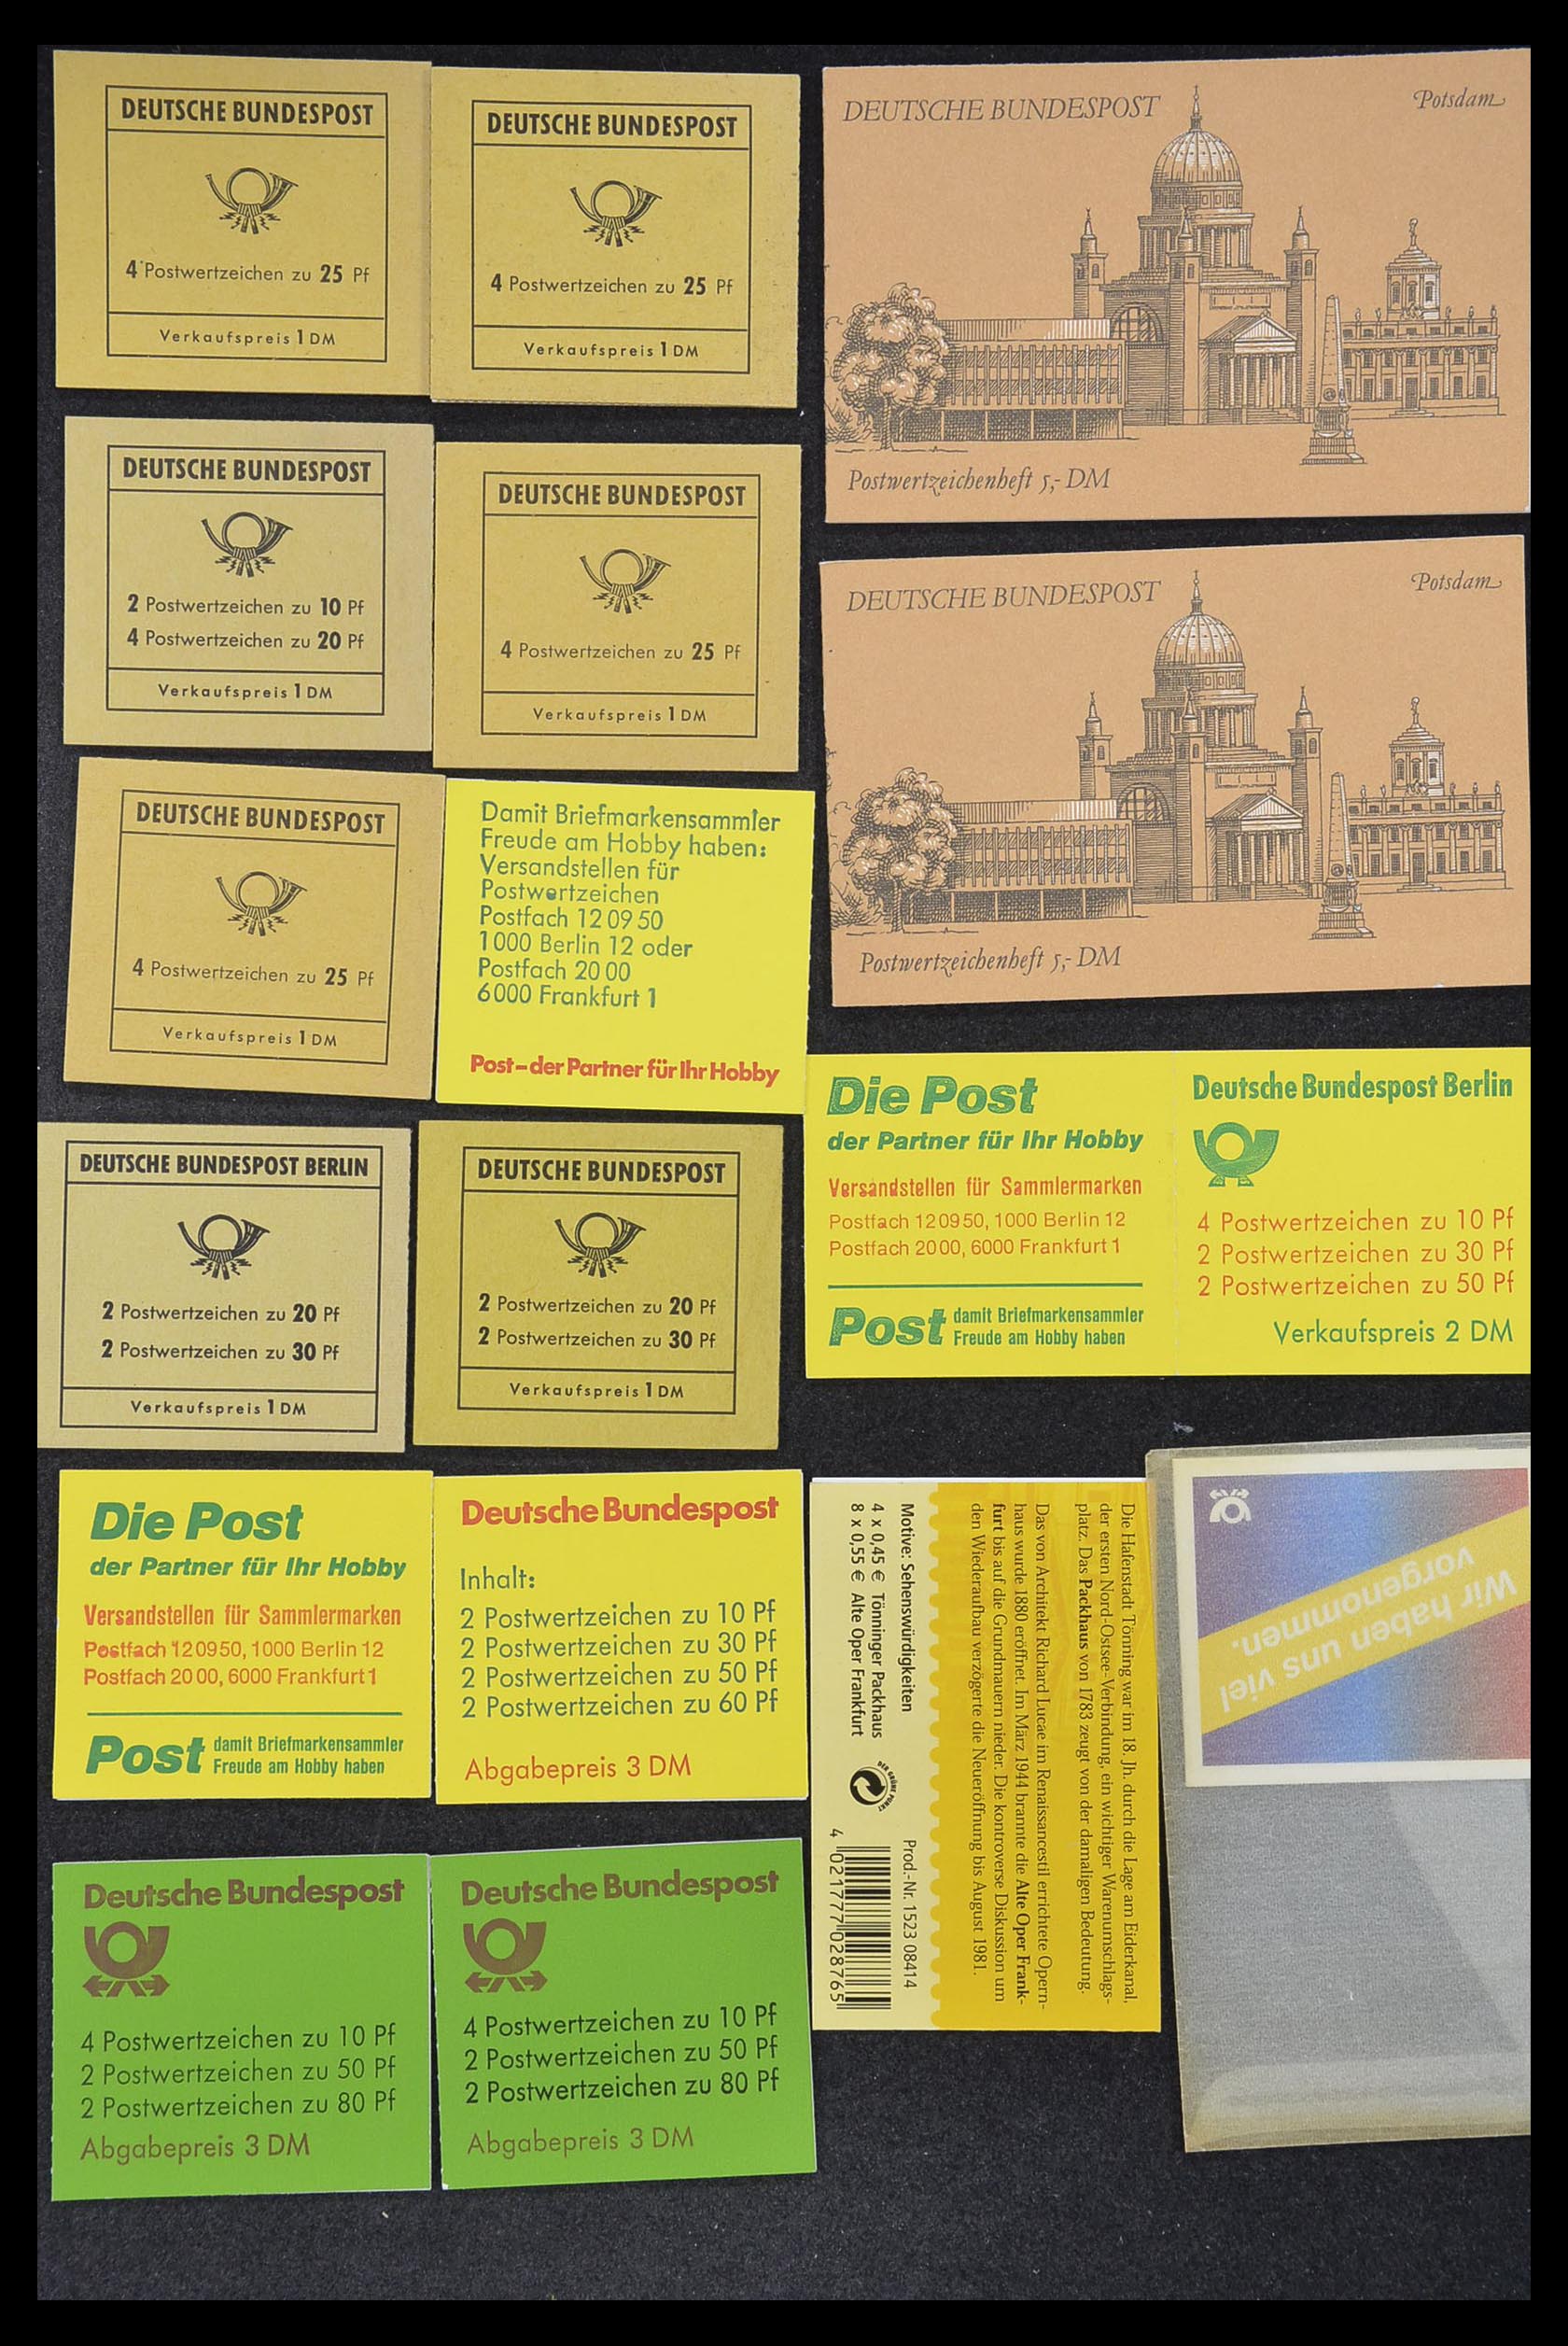 DEUTSCHE BUNDESPOST
4 Postwertzeichen zu 25 Pf
Verkaufspreis 1 DM
DEUTSCHE BUNDESPOST
4 Postwertzeichen zu 25 Pf
Verkaufspreis 1 DM
DEUTSCHE BUNDESPOST
Potsdam
Postwertzeichenheft 5,- DM
DEUTSCHE BUNDESPOST
2 Postwertzeichen zu 10 Pf
4 Postwertzeichen zu 20 Pf
Verkaufspreis 1 DM
DEUTSCHE BUNDESPOST
4 Postwertzeichen zu 25 Pf
Verkaufspreis 1 DM
DEUTSCHE BUNDESPOST
Potsdam
Postwertzeichenheft 5,- DM
DEUTSCHE BUNDESPOST
4 Postwertzeichen zu 25 Pf
Verkaufspreis 1 DM
Damit Briefmarkensammler
Freude am Hobby haben:
Versandstellen für
Postwertzeichen
Postfach 12 09 50
1000 Berlin 12 oder
Postfach 20 00
6000 Frankfurt 1
Post-der Partner für Ihr Hobby
Die Post
der Partner für Ihr Hobby
Versandstellen für Sammlermarken
Postfach 12 09 50, 1000 Berlin 12
Postfach 20 00, 6000 Frankfurt 1
Post damit Briefmarkensammler
Freude am Hobby haben
Deutsche Bundespost Berlin
4 Postwertzeichen zu 10 Pf
2 Postwertzeichen zu 30 Pf
2 Postwertzeichen zu 50 Pf
Verkaufspreis 2 DM
DEUTSCHE BUNDESPOST BERLIN
2 Postwertzeichen zu 20 Pf
2 Postwertzeichen zu 30 Pf
Verkaufspreis 1 DM
DEUTSCHE BUNDESPOST
2 Postwertzeichen zu 20 Pf
2 Postwertzeichen zu 30 Pf
Verkaufspreis 1 DM
Die Post
der Partner für Ihr Hobby
Versandstellen für Sammlermarken
Postfach 12 09 50, 1000 Berlin 12
Postfach 20 00, 6000 Frankfurt 1
Post damit Briefmarkensammler
Freude am Hobby haben
Deutsche Bundespost
Inhalt:
2 Postwertzeichen zu 10 Pf
2 Postwertzeichen zu 30 Pf
2 Postwertzeichen zu 50 Pf
2 Postwertzeichen zu 60 Pf
Abgabepreis 3 DM
Die Hafenstadt Tönning war im 18. Jh. durch die Lage am Eiderkanal,
der ersten Nord-Ostsee-Verbindung, ein wichtiger Warenumschlags-
platz. Das Packhaus von 1783 zeugt von der damaligen Bedeutung.
Das von Architekt Richard Lucae im Renaissancestil errichtete Opern-
haus wurde 1880 eröffnet. Im März 1944 brannte die Alte Oper Frank-
furt bis auf die Grundmauern nieder. Die kontroverse Diskussion um
den Wiederaufbau verzögerte die Neueröffnung bis August 1981.
Motive: Sehenswürdigkeiten
4 x 0,45 € Tönninger Packhaus
8 x 0,55 € Alte Oper Frankfurt
DER GRÜNE PUNKT
Prod.-Nr. 1523 08414
4 021777 028765
Wir haben uns viel
vorgenommen.
Deutsche Bundespost
4 Postwertzeichen zu 10 Pf
2 Postwertzeichen zu 50 Pf
2 Postwertzeichen zu 80 Pf
Abgabepreis 3 DM
Deutsche Bundespost
4 Postwertzeichen zu 10 Pf
2 Postwertzeichen zu 50 Pf
2 Postwertzeichen zu 80 Pf
Abgabepreis 3 DM